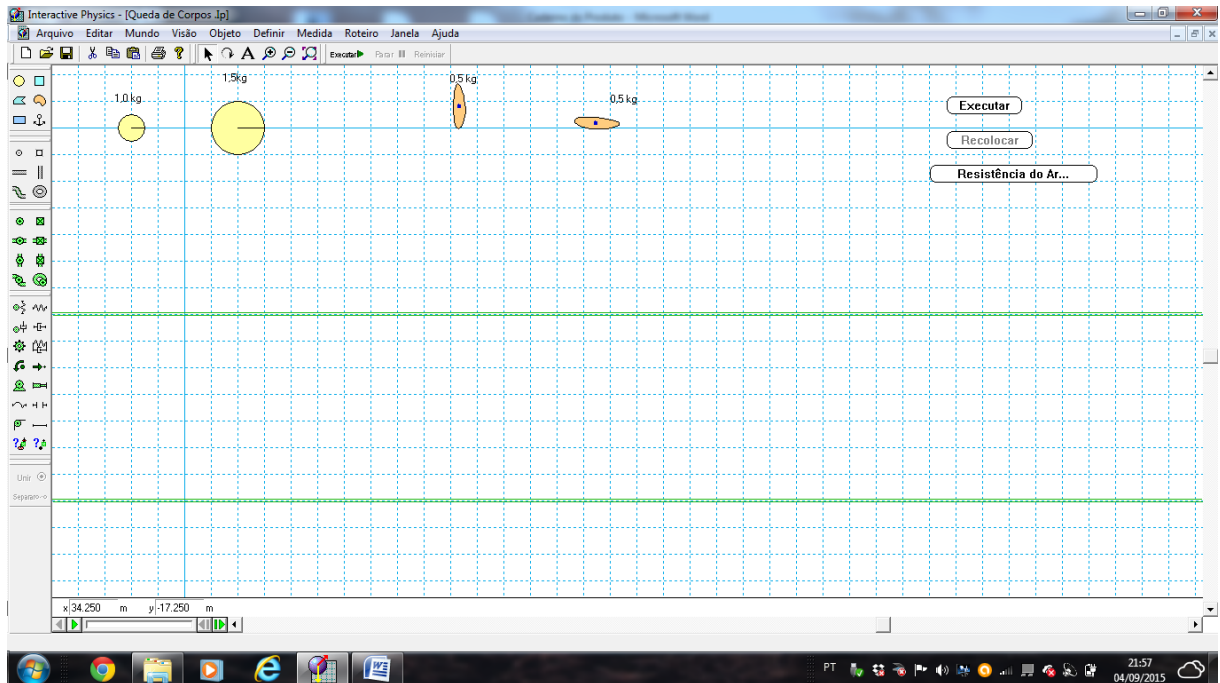 Interactive Physics - [Queda de Corpos .Ip]
Arquivo Editar Mundo Visão Objeto Definir Medida Roteiro Janela Ajuda
Executar Parar Reiniciar
1,5kg
0,5 kg
1,0 kg
0,5 kg
Executar
Recolocar
Resistência do Ar...
Unir
Separar
x 34.250 m y -17.250 m
PT
21:57
04/09/2015